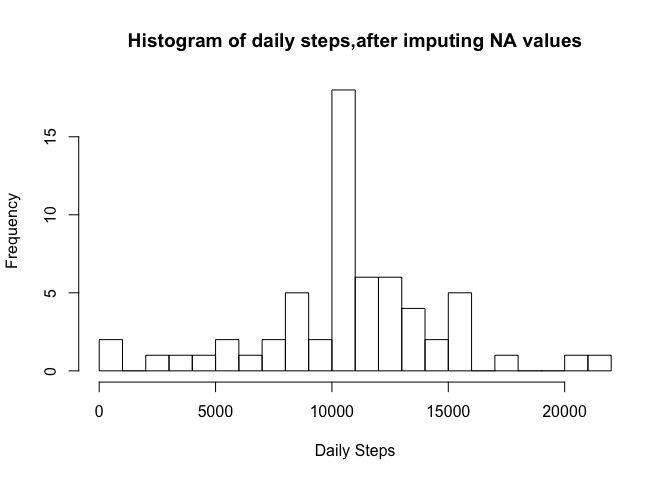 Histogram of daily steps,after imputing NA values
Frequency
15
10
5
0
0 5000 10000 15000 20000
Daily Steps